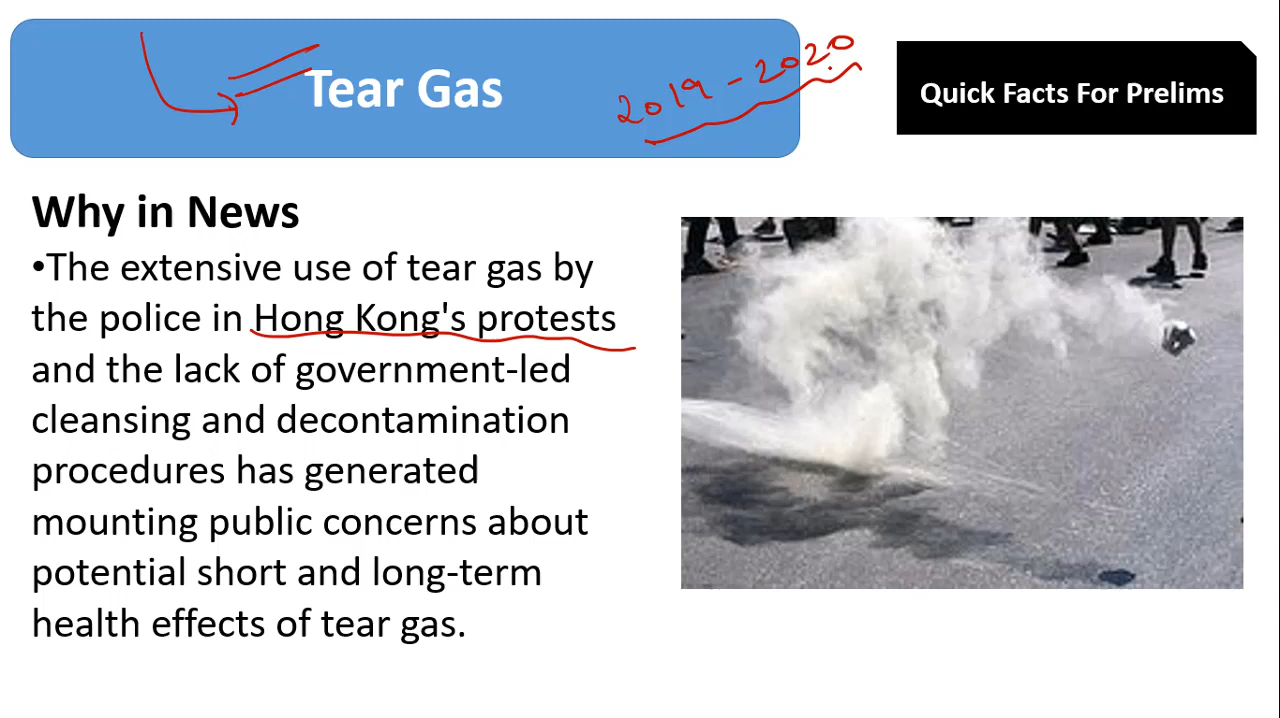 Tear Gas
2019 - 2020
Quick Facts For Prelims
Why in News
•The extensive use of tear gas by
the police in Hong Kong's protests
and the lack of government-led
cleansing and decontamination
procedures has generated
mounting public concerns about
potential short and long-term
health effects of tear gas.